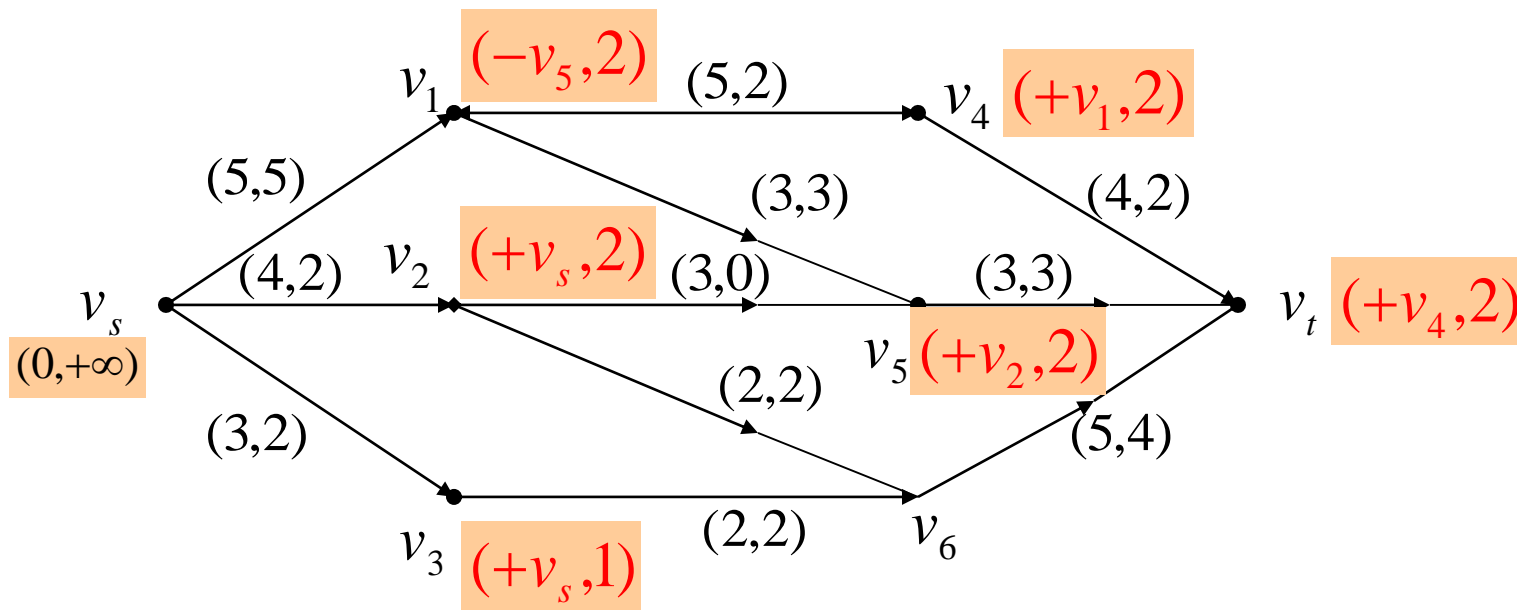 v₁ (−v₅,2)
(5,2)
v₄ (+v₁,2)
(5,5)
(3,3)
(4,2)
v₂ (+vₛ,2)
(4,2)
(3,0)
(3,3)
vₛ
(0,+∞)
vₜ (+v₄,2)
v₅ (+v₂,2)
(2,2)
(3,2)
(5,4)
v₃ (+vₛ,1)
(2,2)
v₆